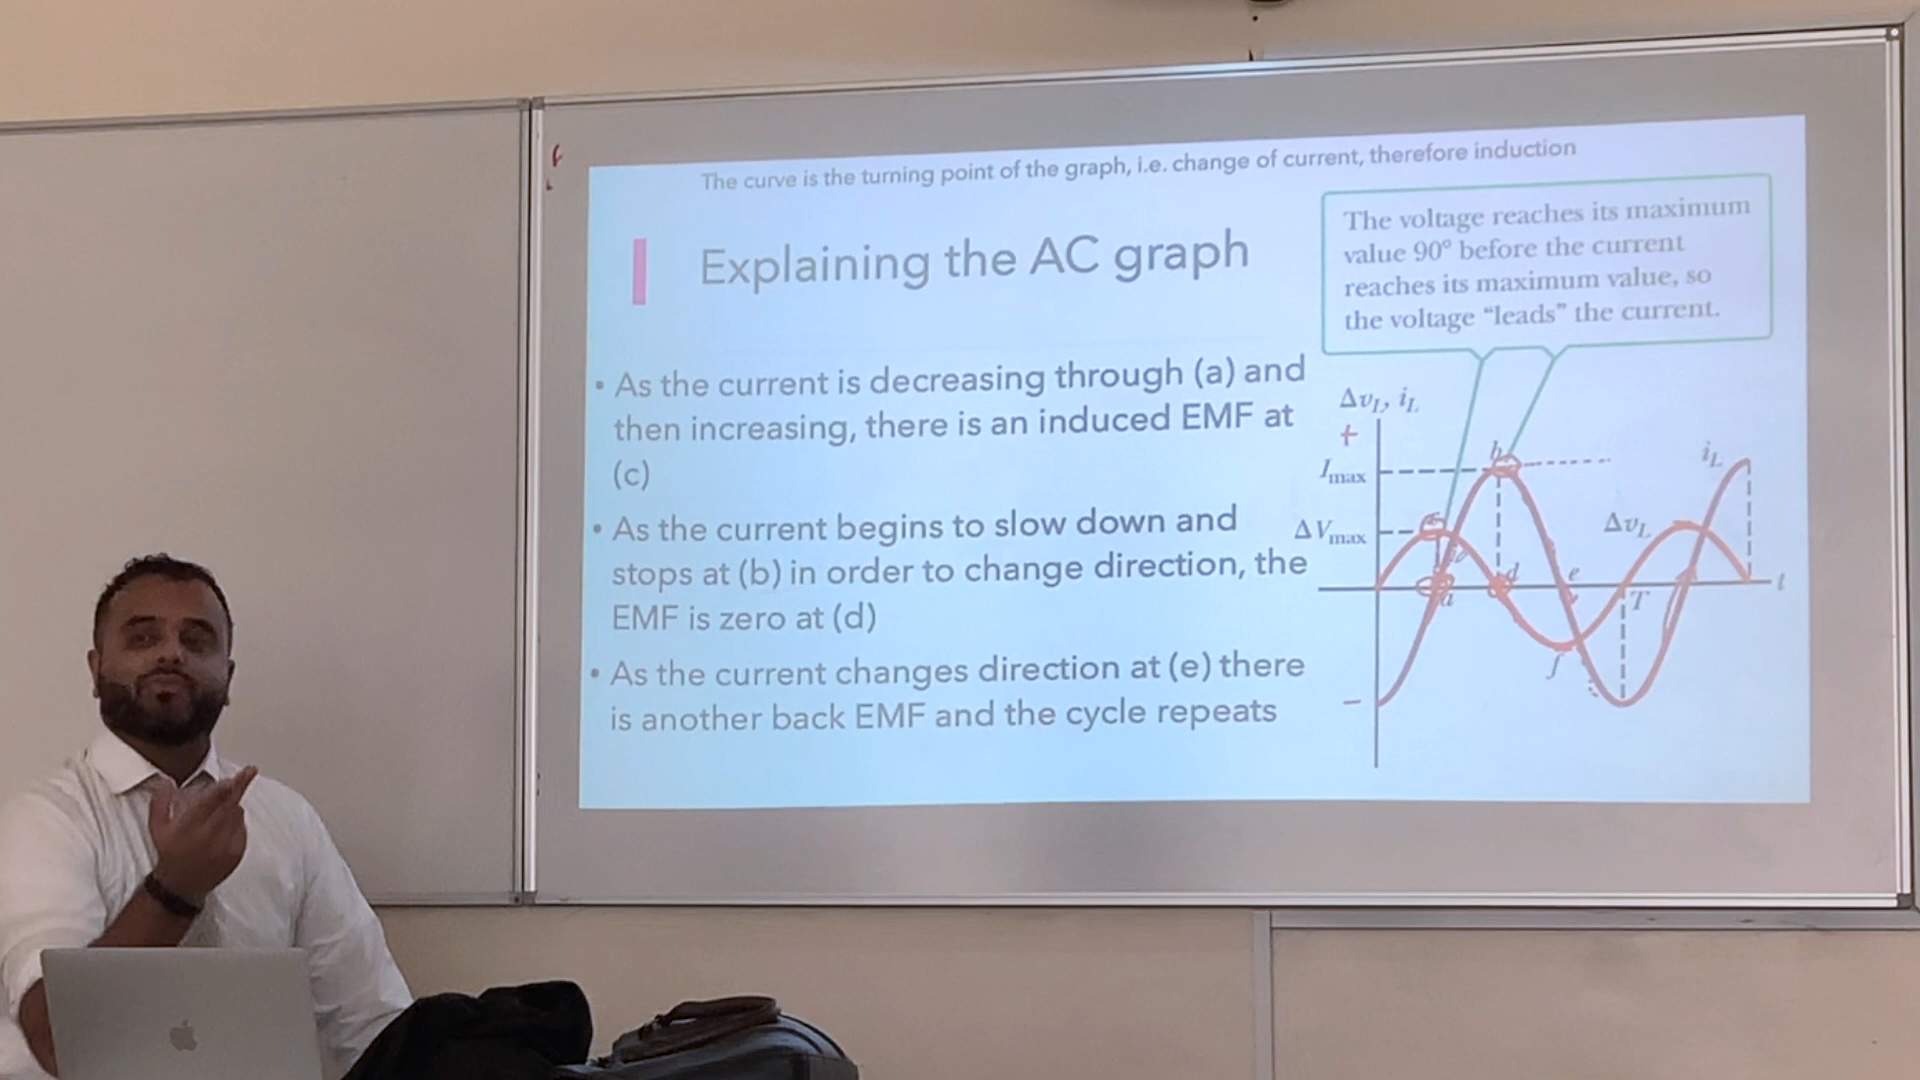 The curve is the turning point of the graph, i.e. change of current, therefore induction
Explaining the AC graph
• As the current is decreasing through (a) and
then increasing, there is an induced EMF at
(c)
• As the current begins to slow down and
stops at (b) in order to change direction, the
EMF is zero at (d)
• As the current changes direction at (e) there
is another back EMF and the cycle repeats
The voltage reaches its maximum
value 90° before the current
reaches its maximum value, so
the voltage “leads” the current.
Δv_L, i_L
+
I_max
ΔV_max
−
b
i_L
Δv_L
d
e
a
T
t
f